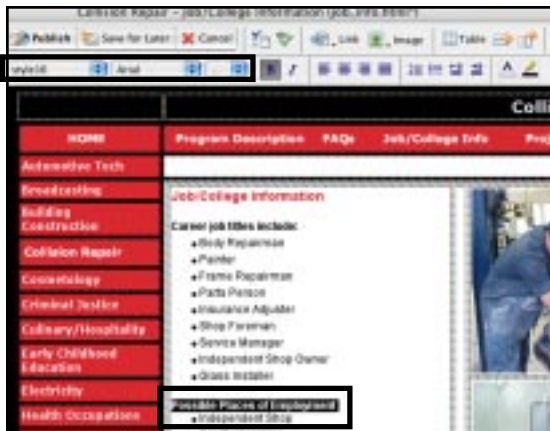 Collision Repair – Job/College Information (job_info.html*)
Publish Save for Later Cancel Link Image Table
style16 Arial
Colli
HOME Program Description FAQs Job/College Info Proj
Automotive Tech
Broadcasting
Building Construction
Collision Repair
Cosmetology
Criminal Justice
Culinary/Hospitality
Early Childhood Education
Electricity
Health Occupations
Job/College Information
Career job titles include:
Body Repairman
Painter
Frame Repairman
Parts Person
Insurance Adjuster
Shop Foreman
Service Manager
Independent Shop Owner
Glass Installer
Possible Places of Employment
Independent Shop